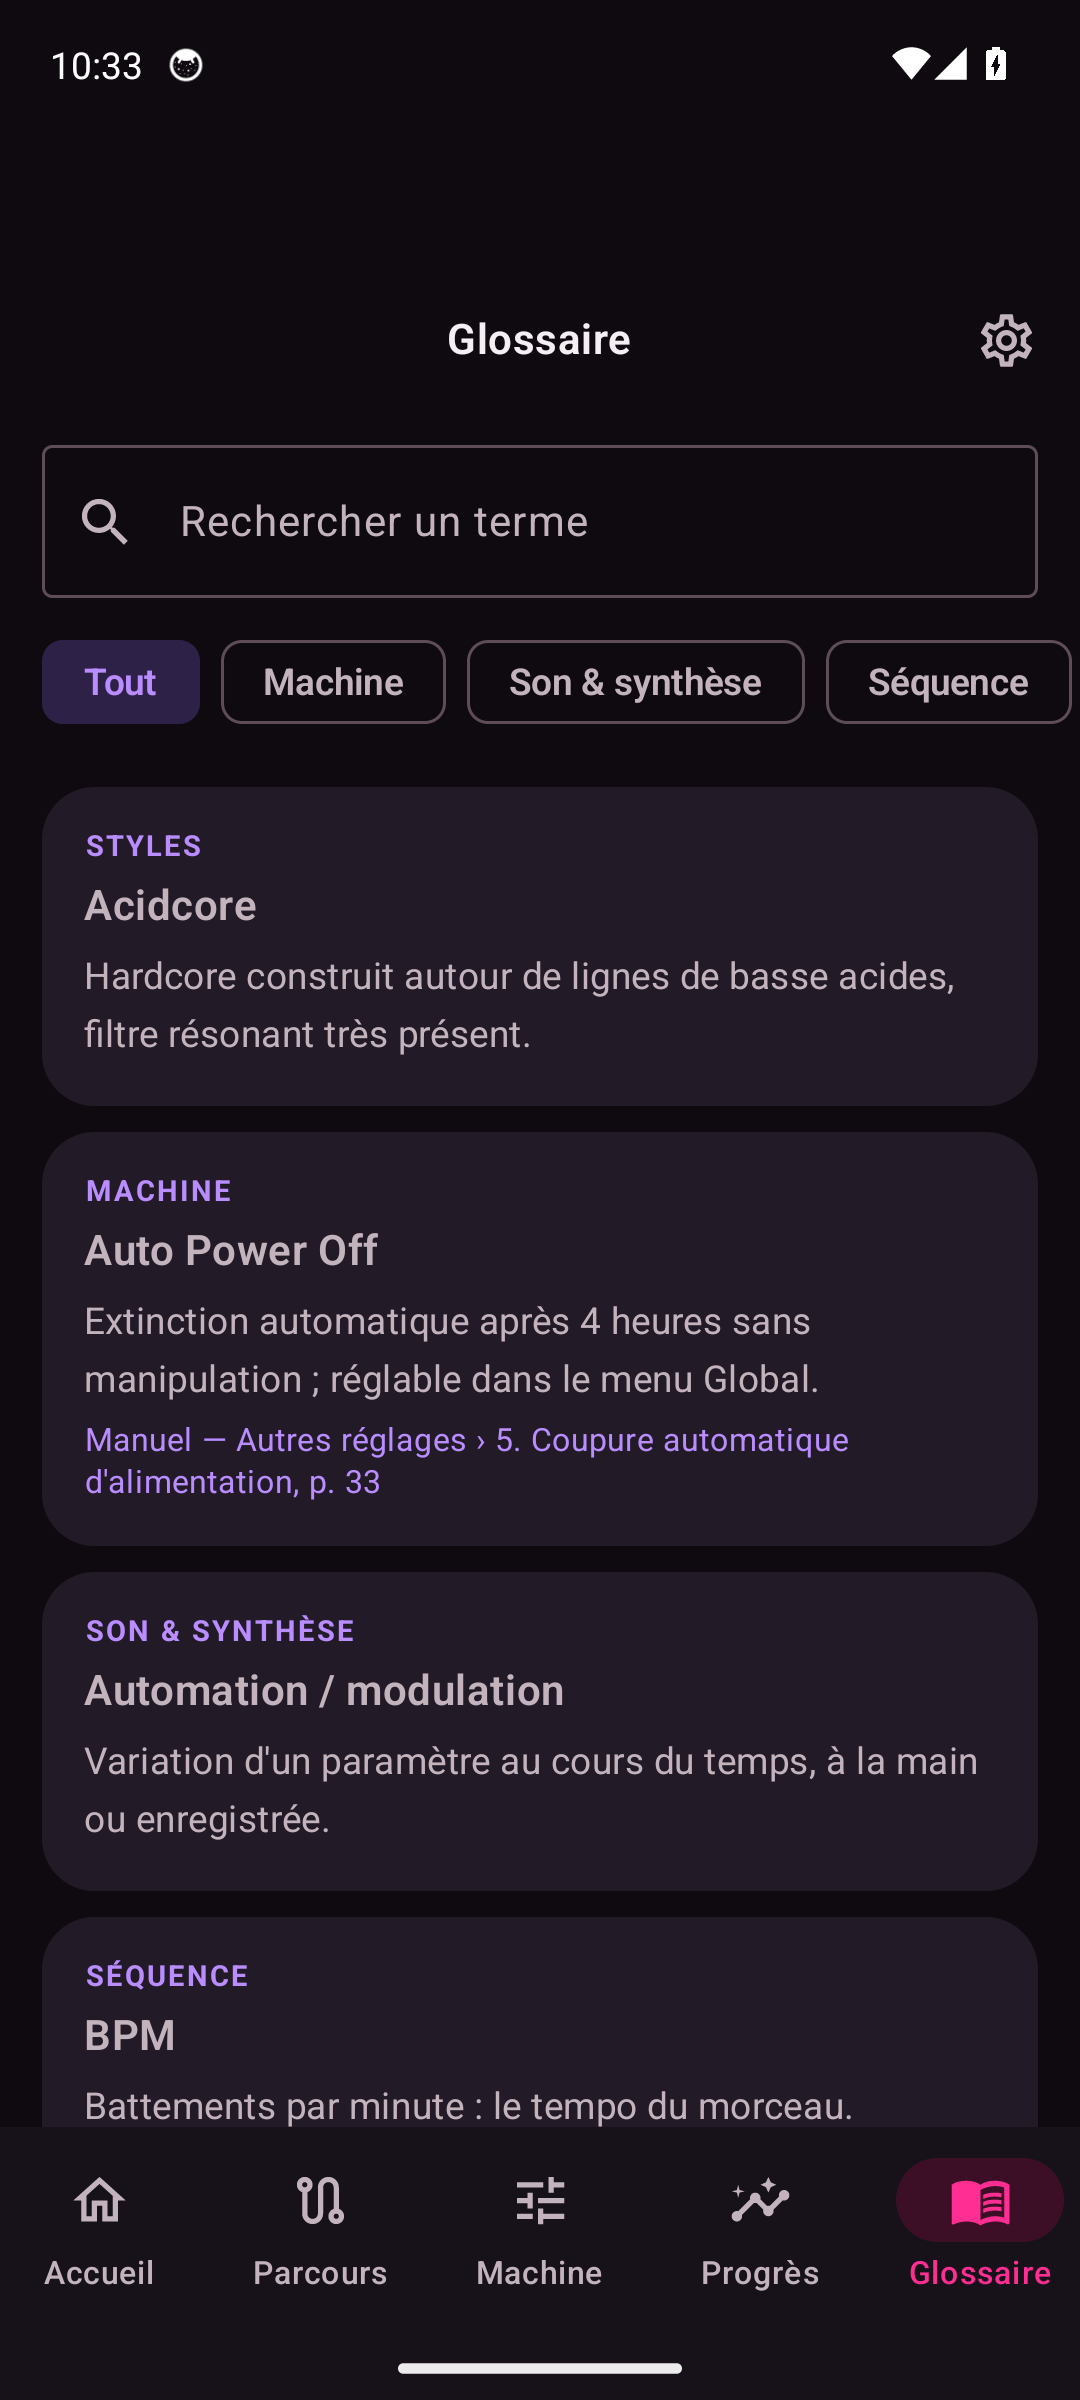 10:33
Glossaire
Rechercher un terme
Tout
Machine
Son & synthèse
Séquence
STYLES
Acidcore
Hardcore construit autour de lignes de basse acides,
filtre résonant très présent.
MACHINE
Auto Power Off
Extinction automatique après 4 heures sans
manipulation ; réglable dans le menu Global.
Manuel — Autres réglages › 5. Coupure automatique
d'alimentation, p. 33
SON & SYNTHÈSE
Automation / modulation
Variation d'un paramètre au cours du temps, à la main
ou enregistrée.
SÉQUENCE
BPM
Battements par minute : le tempo du morceau.
Accueil
Parcours
Machine
Progrès
Glossaire